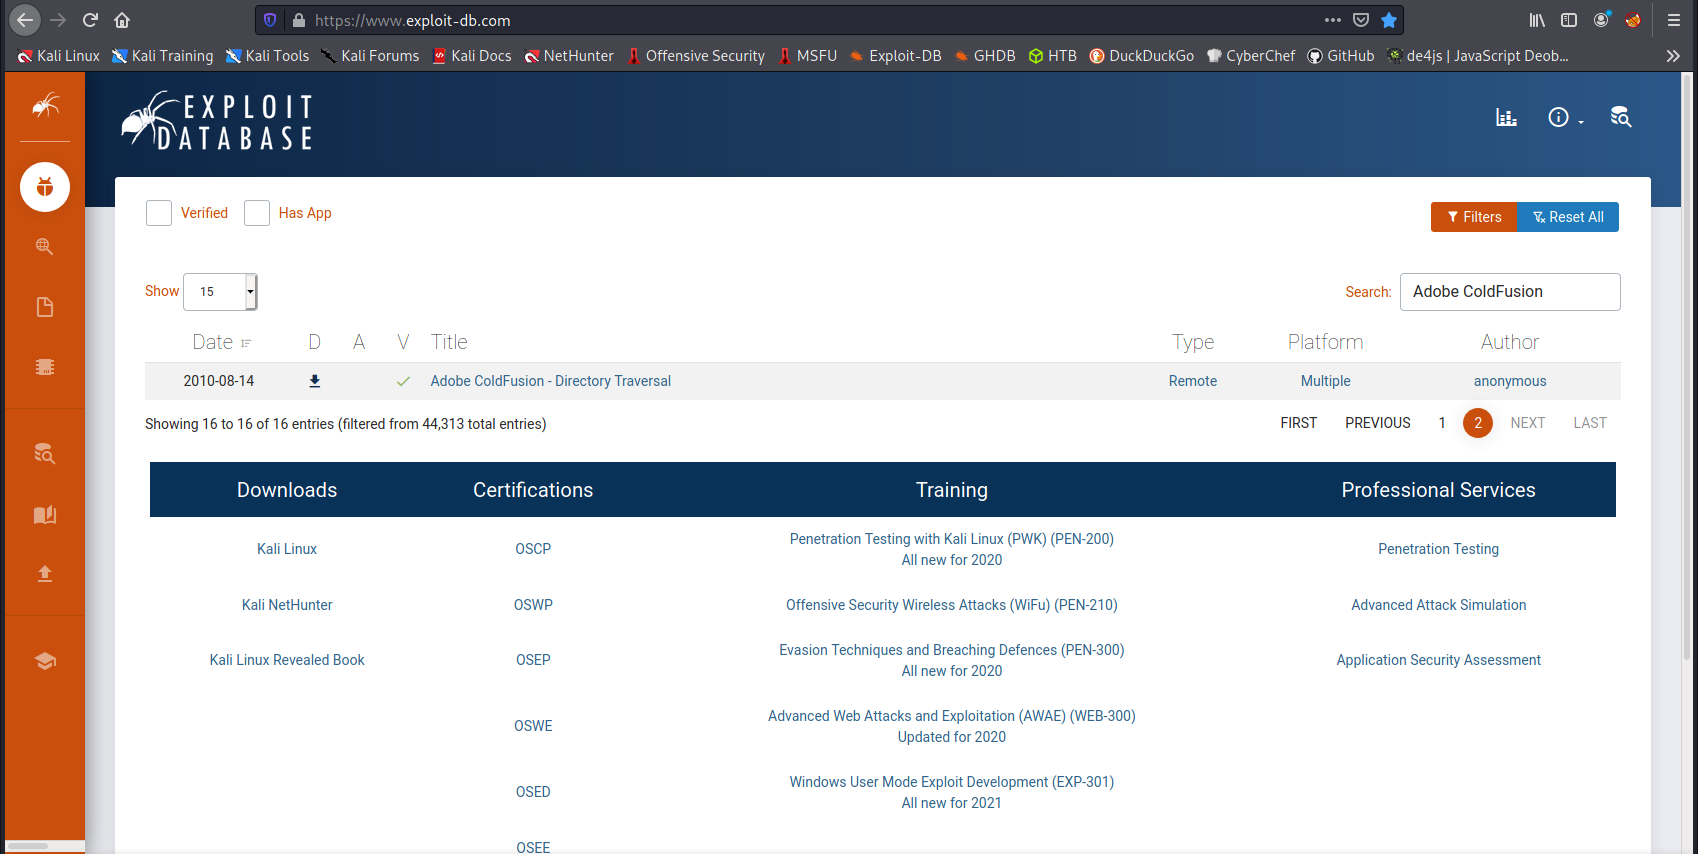 https://www.exploit-db.com
Kali Linux Kali Training Kali Tools Kali Forums Kali Docs NetHunter Offensive Security MSFU Exploit-DB GHDB HTB DuckDuckGo CyberChef GitHub de4js | JavaScript Deob...
EXPLOIT
DATABASE
Verified Has App
Filters Reset All
Show 15 Search: Adobe ColdFusion
Date D A V Title Type Platform Author
2010-08-14 Adobe ColdFusion - Directory Traversal Remote Multiple anonymous
Showing 16 to 16 of 16 entries (filtered from 44,313 total entries) FIRST PREVIOUS 1 2 NEXT LAST
Downloads Certifications Training Professional Services
Kali Linux OSCP Penetration Testing with Kali Linux (PWK) (PEN-200) Penetration Testing
All new for 2020
Kali NetHunter OSWP Offensive Security Wireless Attacks (WiFu) (PEN-210) Advanced Attack Simulation
Kali Linux Revealed Book OSEP Evasion Techniques and Breaching Defences (PEN-300) Application Security Assessment
All new for 2020
OSWE Advanced Web Attacks and Exploitation (AWAE) (WEB-300)
Updated for 2020
OSED Windows User Mode Exploit Development (EXP-301)
All new for 2021
OSEE